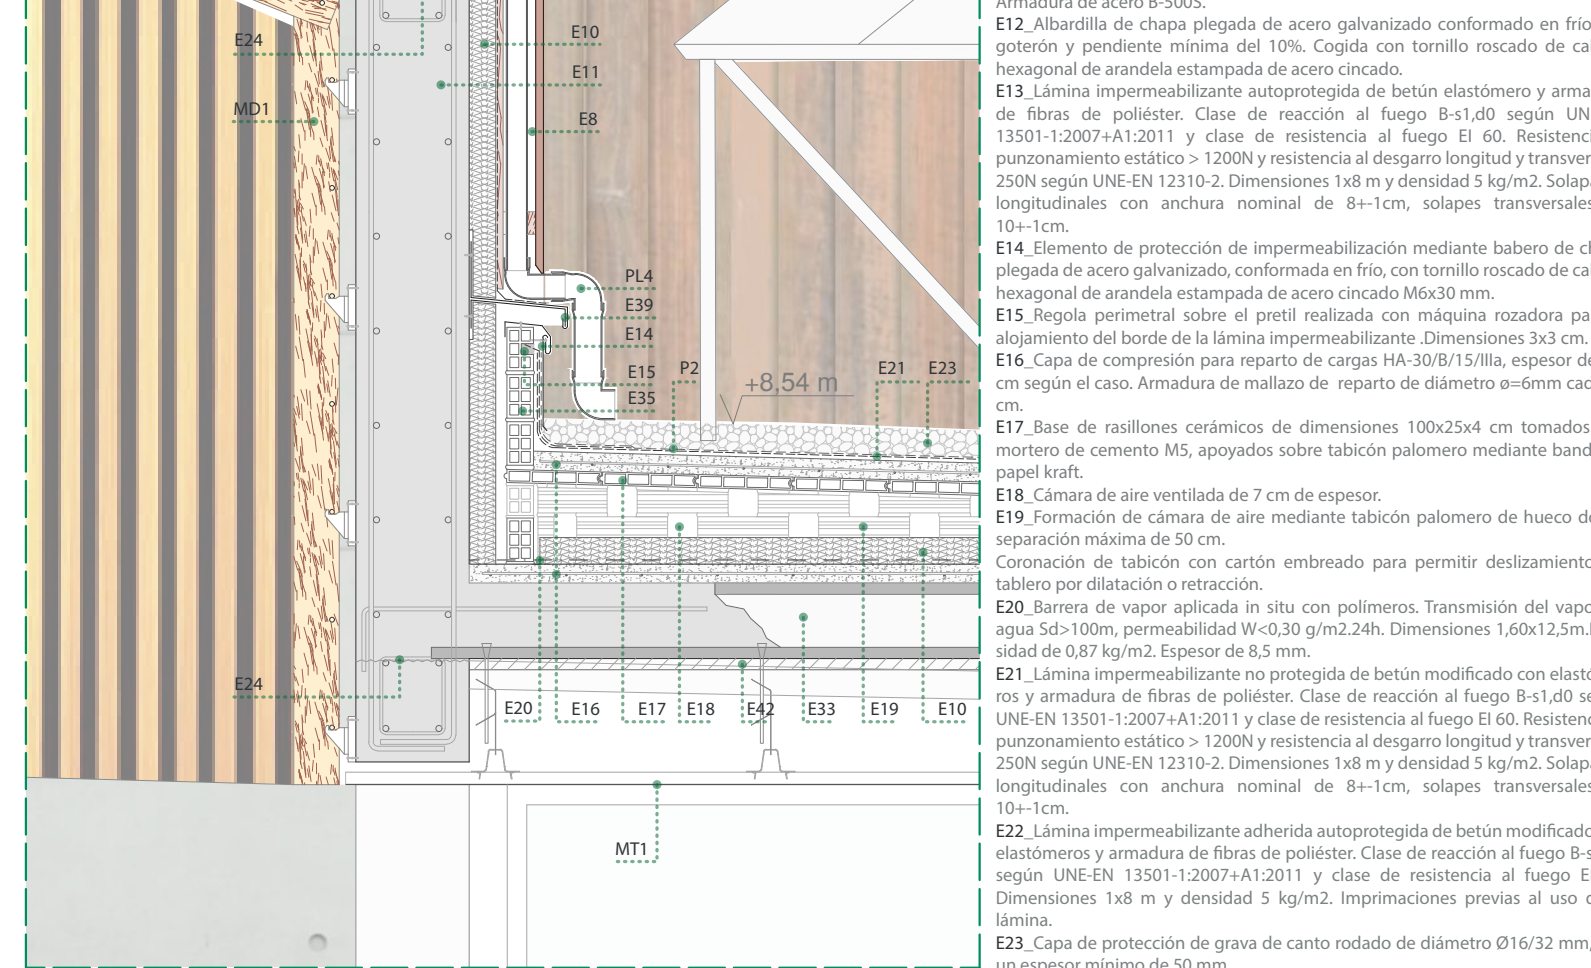 E24
MD1
E10
E11
E8
PL4
E39
E14
E15
E35
P2
+8,54 m
E21
E23
E24
E20
E16
E17
E18
E42
E33
E19
E10
MT1
Armadura de acero B-500S.
E12_Albardilla de chapa plegada de acero galvanizado conformado en frío
goterón y pendiente mínima del 10%. Cogida con tornillo roscado de
hexagonal de arandela estampada de acero cincado.
E13_Lámina impermeabilizante autoprotegida de betún elastómero y
de fibras de poliéster. Clase de reacción al fuego B-s1,d0 según
13501-1:2007+A1:2011 y clase de resistencia al fuego EI 60.
punzonamiento estático > 1200N y resistencia al desgarro longitud y
250N según UNE-EN 12310-2. Dimensiones 1x8 m y densidad 5 kg/m2.
longitudinales con anchura nominal de 8+-1cm, solapes transversales
10+-1cm.
E14_Elemento de protección de impermeabilización mediante babero de
plegada de acero galvanizado, conformada en frío, con tornillo roscado de
hexagonal de arandela estampada de acero cincado M6x30 mm.
E15_Regola perimetral sobre el pretil realizada con máquina rozadora
alojamiento del borde de la lámina impermeabilizante .Dimensiones 3x3 cm.
E16_Capa de compresión para reparto de cargas HA-30/B/15/IIIa, espesor
cm según el caso. Armadura de mallazo de reparto de diámetro ø=6mm
cm.
E17_Base de rasillones cerámicos de dimensiones 100x25x4 cm tomados
mortero de cemento M5, apoyados sobre tabicón palomero mediante
papel kraft.
E18_Cámara de aire ventilada de 7 cm de espesor.
E19_Formación de cámara de aire mediante tabicón palomero de hueco
separación máxima de 50 cm.
Coronación de tabicón con cartón embreado para permitir deslizamiento
tablero por dilatación o retracción.
E20_Barrera de vapor aplicada in situ con polímeros. Transmisión del
agua Sd>100m, permeabilidad W<0,30 g/m2.24h. Dimensiones 1,60x12,5m.
sidad de 0,87 kg/m2. Espesor de 8,5 mm.
E21_Lámina impermeabilizante no protegida de betún modificado con
ros y armadura de fibras de poliéster. Clase de reacción al fuego B-s1,d0
UNE-EN 13501-1:2007+A1:2011 y clase de resistencia al fuego EI 60.
punzonamiento estático > 1200N y resistencia al desgarro longitud y
250N según UNE-EN 12310-2. Dimensiones 1x8 m y densidad 5 kg/m2.
longitudinales con anchura nominal de 8+-1cm, solapes transversales
10+-1cm.
E22_Lámina impermeabilizante adherida autoprotegida de betún modificado
elastómeros y armadura de fibras de poliéster. Clase de reacción al fuego
según UNE-EN 13501-1:2007+A1:2011 y clase de resistencia al fuego
Dimensiones 1x8 m y densidad 5 kg/m2. Imprimaciones previas al uso
lámina.
E23_Capa de protección de grava de canto rodado de diámetro Ø16/32 mm,
un espesor mínimo de 50 mm.